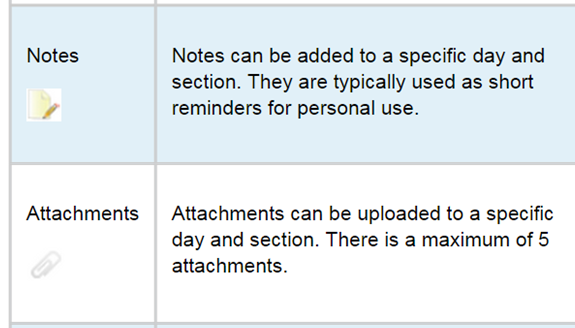 Notes
Notes can be added to a specific day and
section. They are typically used as short
reminders for personal use.
Attachments
Attachments can be uploaded to a specific
day and section. There is a maximum of 5
attachments.